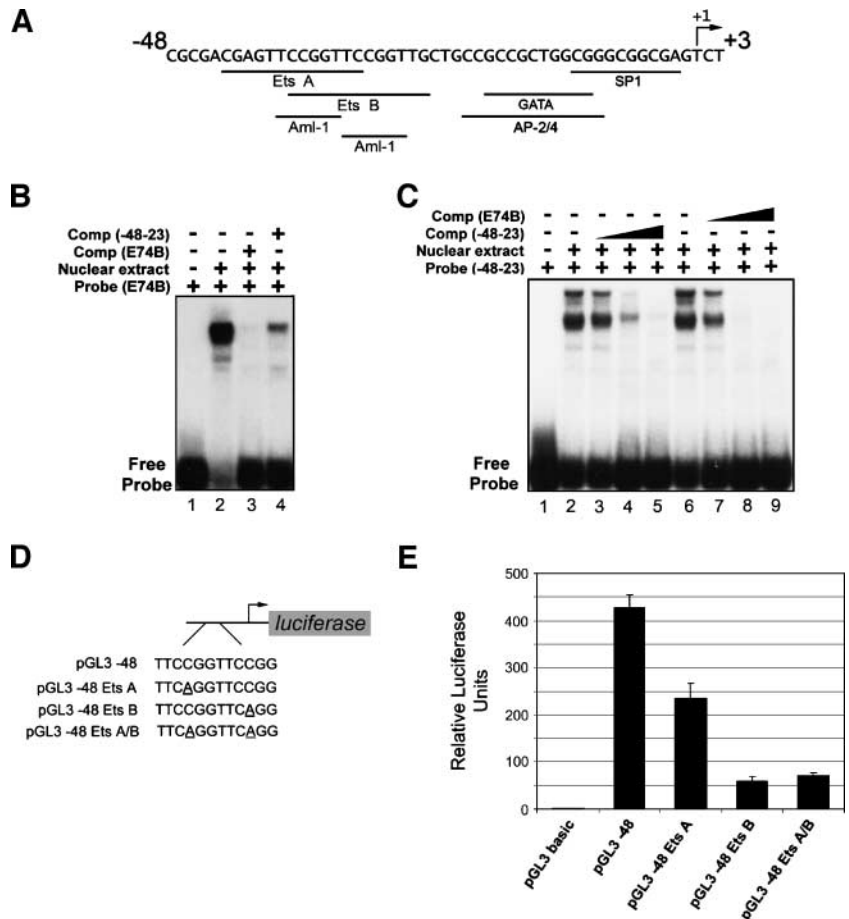 A
-48 CGCGACGAGTTCCGGTTCCGGTTGCTGCCGCCGCTGGCGGGCGGCGAGTCT +3
+1
Ets A
SP1
Ets B
GATA
Aml-1
AP-2/4
Aml-1
B
Comp (-48-23) - - - +
Comp (E74B) - - + -
Nuclear extract - + + +
Probe (E74B) + + + +
Free
Probe
1 2 3 4
C
Comp (E74B) - - - - - -
Comp (-48-23) - - - - - -
Nuclear extract - + + + + + + + +
Probe (-48-23) + + + + + + + + +
Free
Probe
1 2 3 4 5 6 7 8 9
D
luciferase
pGL3 -48 TTCCGGTTCCGG
pGL3 -48 Ets A TTCAGGTTCCGG
pGL3 -48 Ets B TTCCGGTTCAGG
pGL3 -48 Ets A/B TTCAGGTTCAGG
E
Relative Luciferase
Units
500
400
300
200
100
0
pGL3 basic
pGL3 -48
pGL3 -48 Ets A
pGL3 -48 Ets B
pGL3 -48 Ets A/B